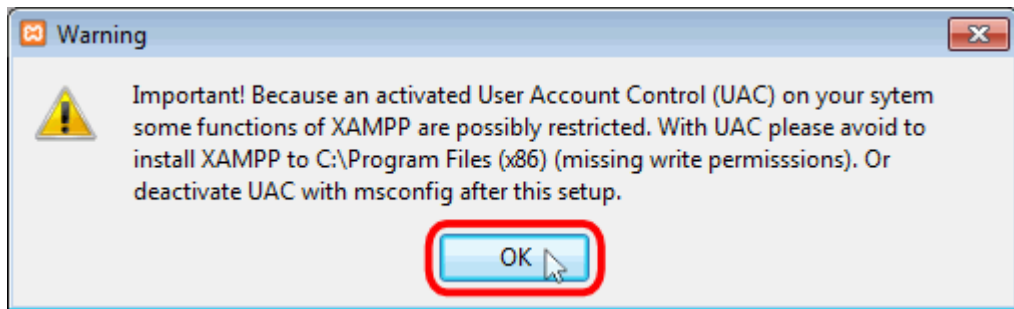 Warning
Important! Because an activated User Account Control (UAC) on your sytem
some functions of XAMPP are possibly restricted. With UAC please avoid to
install XAMPP to C:\Program Files (x86) (missing write permisssions). Or
deactivate UAC with msconfig after this setup.
OK